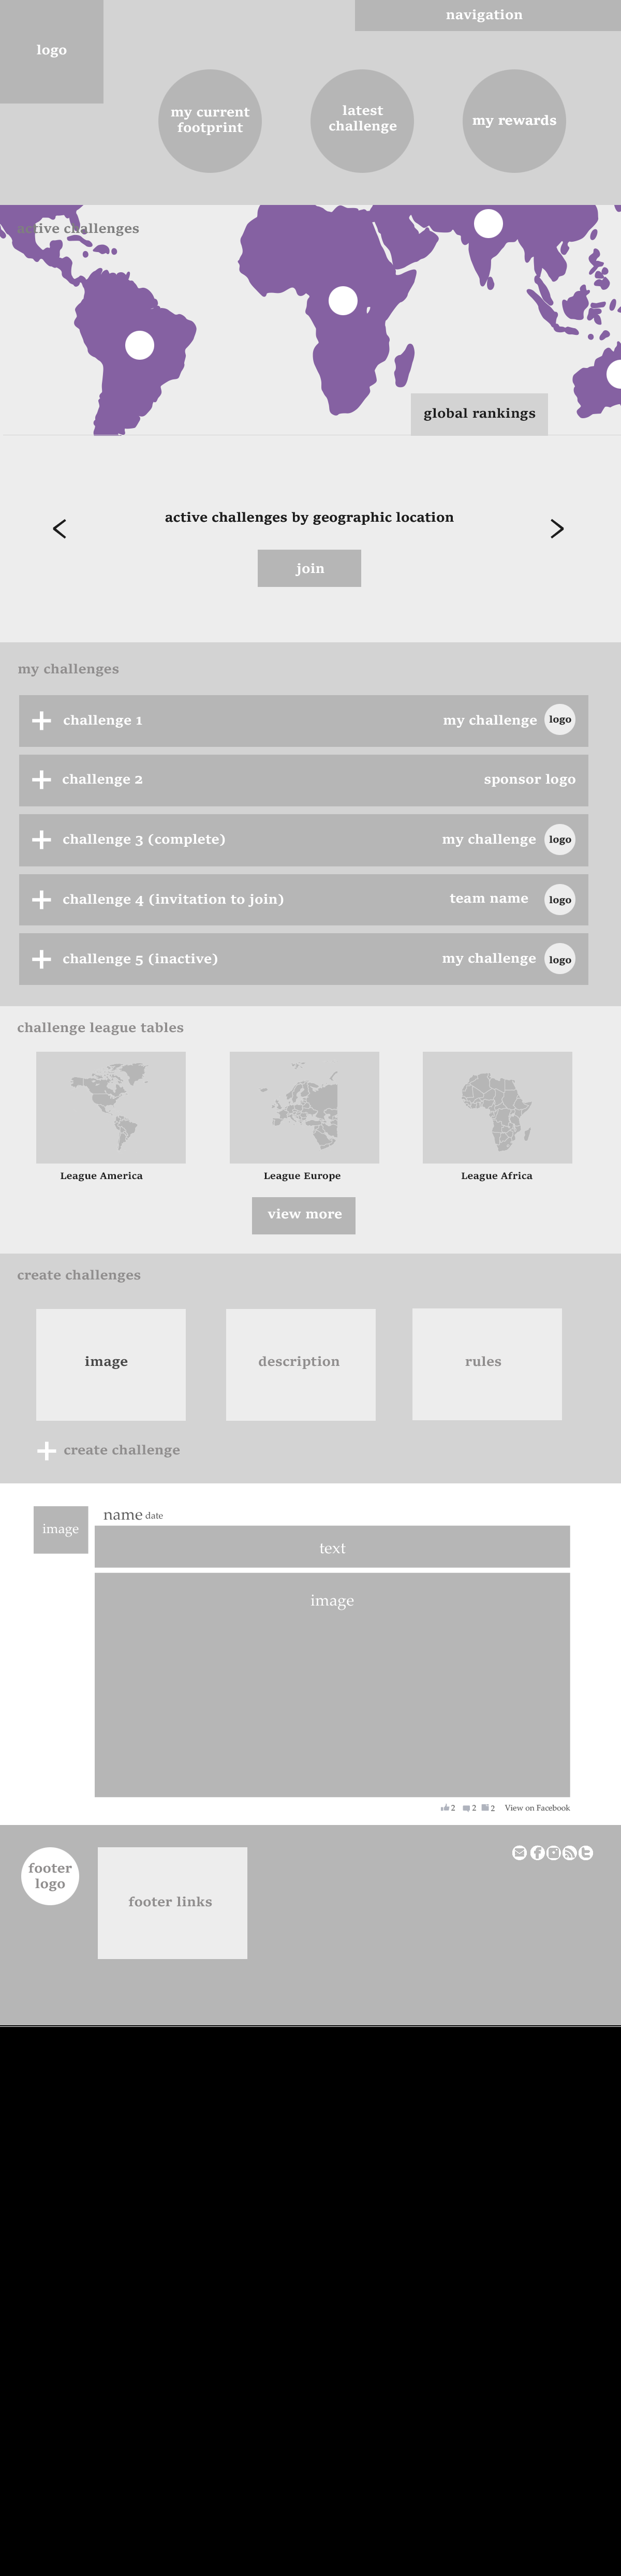 navigation
logo
my current
footprint
latest
challenge
my rewards
active challenges
global rankings
active challenges by geographic location
join
my challenges
challenge 1
my challenge
logo
challenge 2
sponsor logo
challenge 3 (complete)
my challenge
logo
challenge 4 (invitation to join)
team name
logo
challenge 5 (inactive)
my challenge
logo
challenge league tables
League America
League Europe
League Africa
view more
create challenges
image
description
rules
create challenge
image
name date
text
image
2 2 2 View on Facebook
footer
logo
footer links